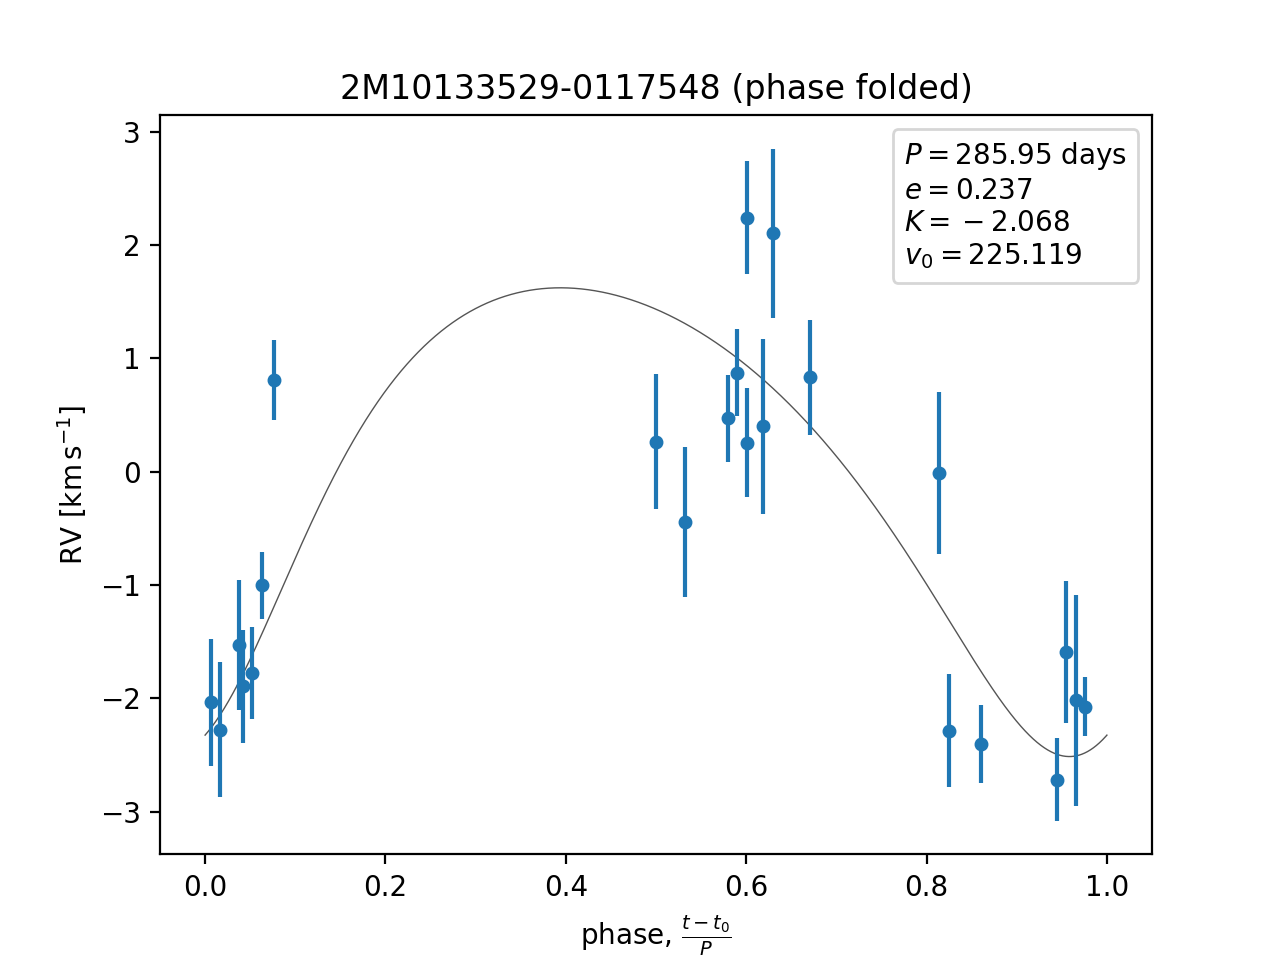 2M10133529-0117548 (phase folded)
P = 285.95 days
e = 0.237
K = −2.068
v₀ = 225.119
3
2
1
0
−1
−2
−3
RV [km s⁻¹]
0.0 0.2 0.4 0.6 0.8 1.0
phase, (t − t₀)/P